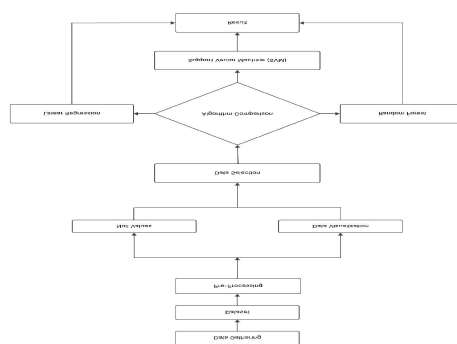 Result
Support Vector Machine (SVM)
Linear Regression
Algorithm Comparison
Random Forest
Data Selection
Null Values
Data Visualization
Pre-Processing
Dataset
Data Gathering